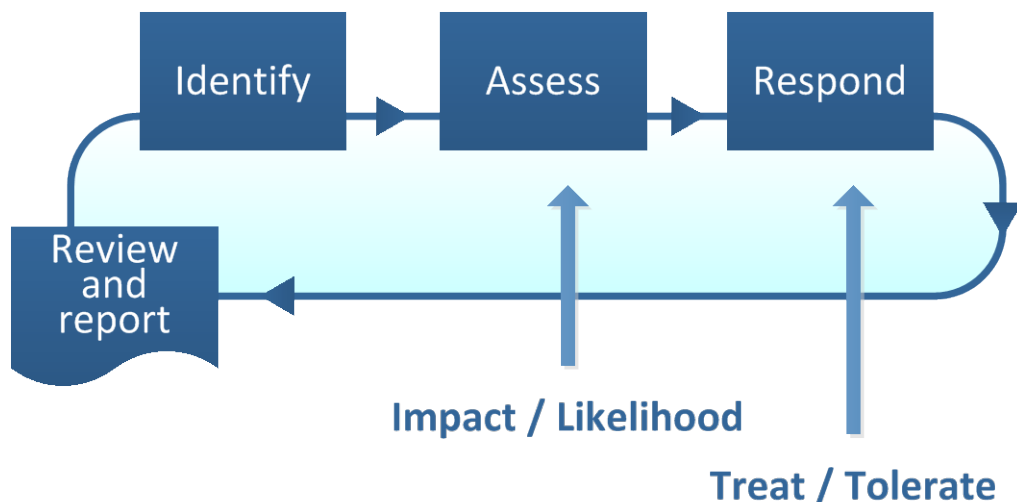 Identify
Assess
Respond
Review
and
report
Impact / Likelihood
Treat / Tolerate